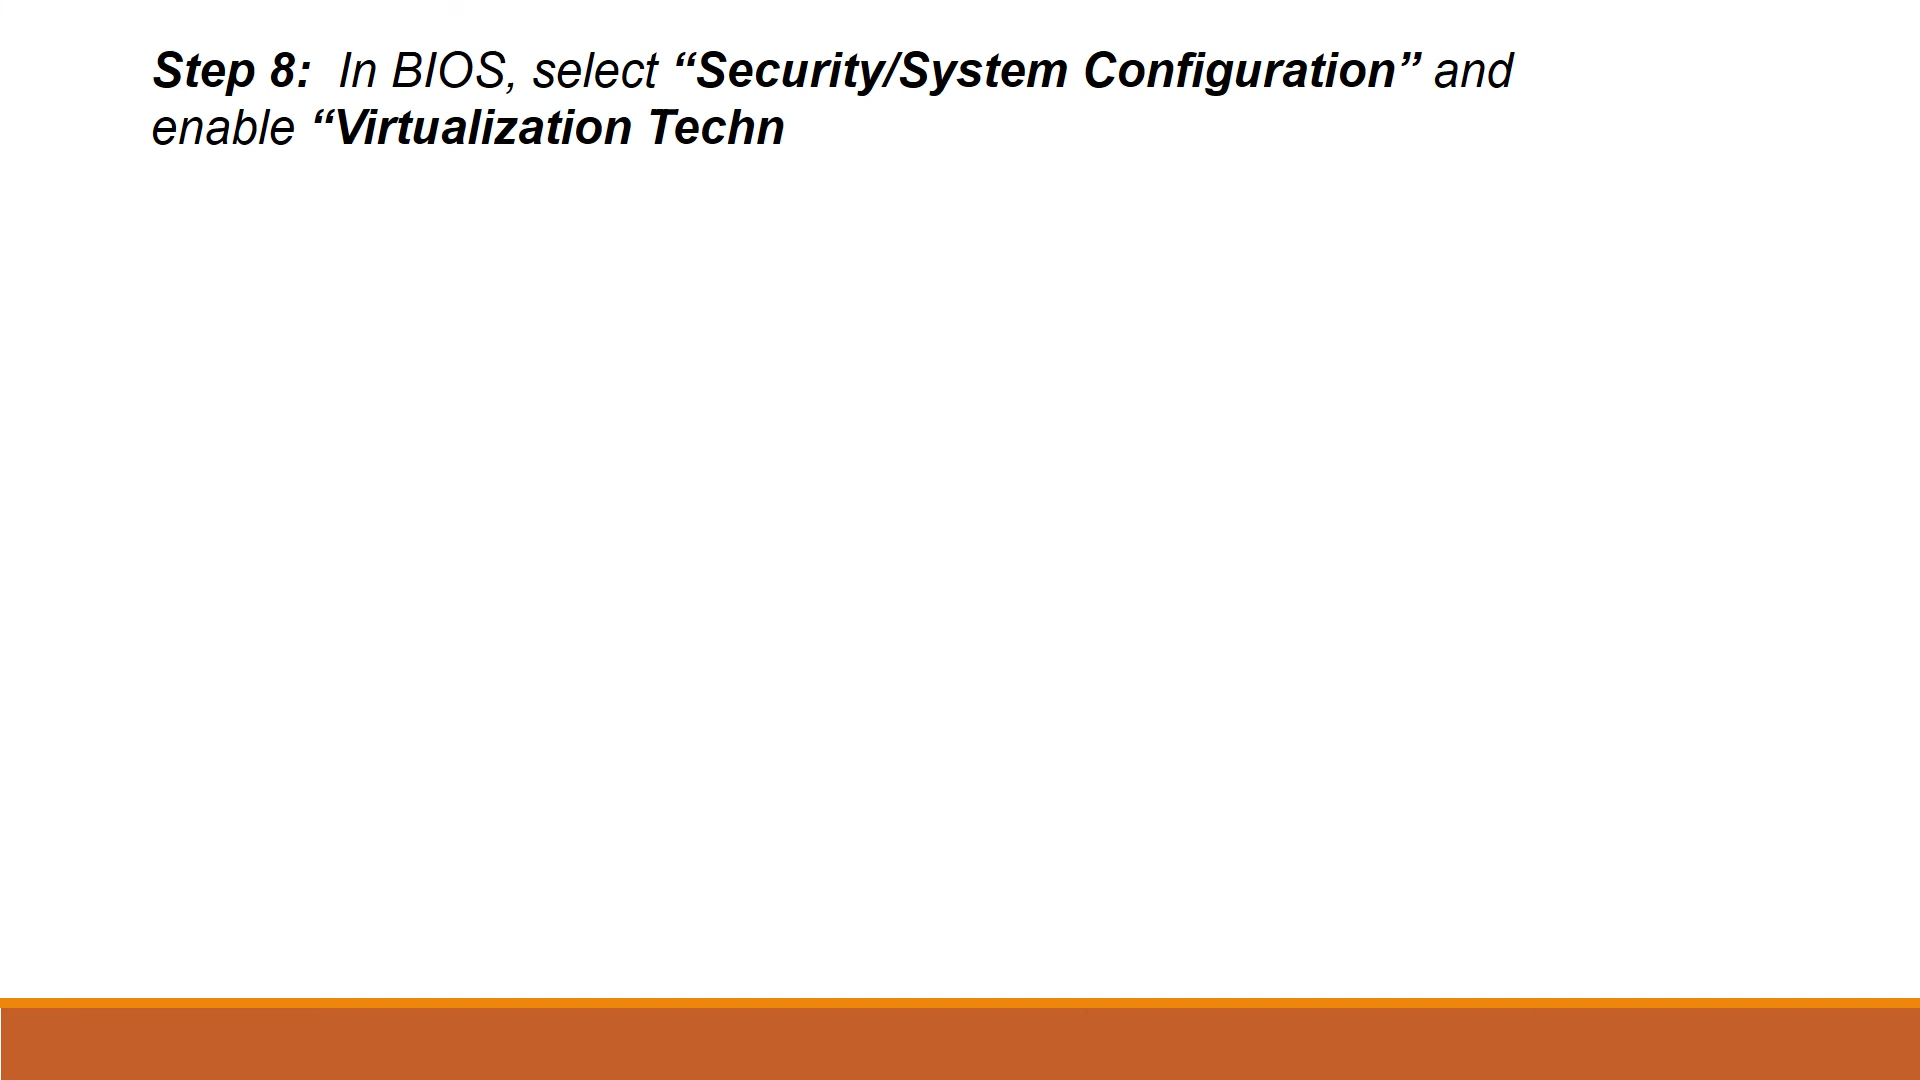 Step 8:  In BIOS, select “Security/System Configuration” and
enable “Virtualization Techn